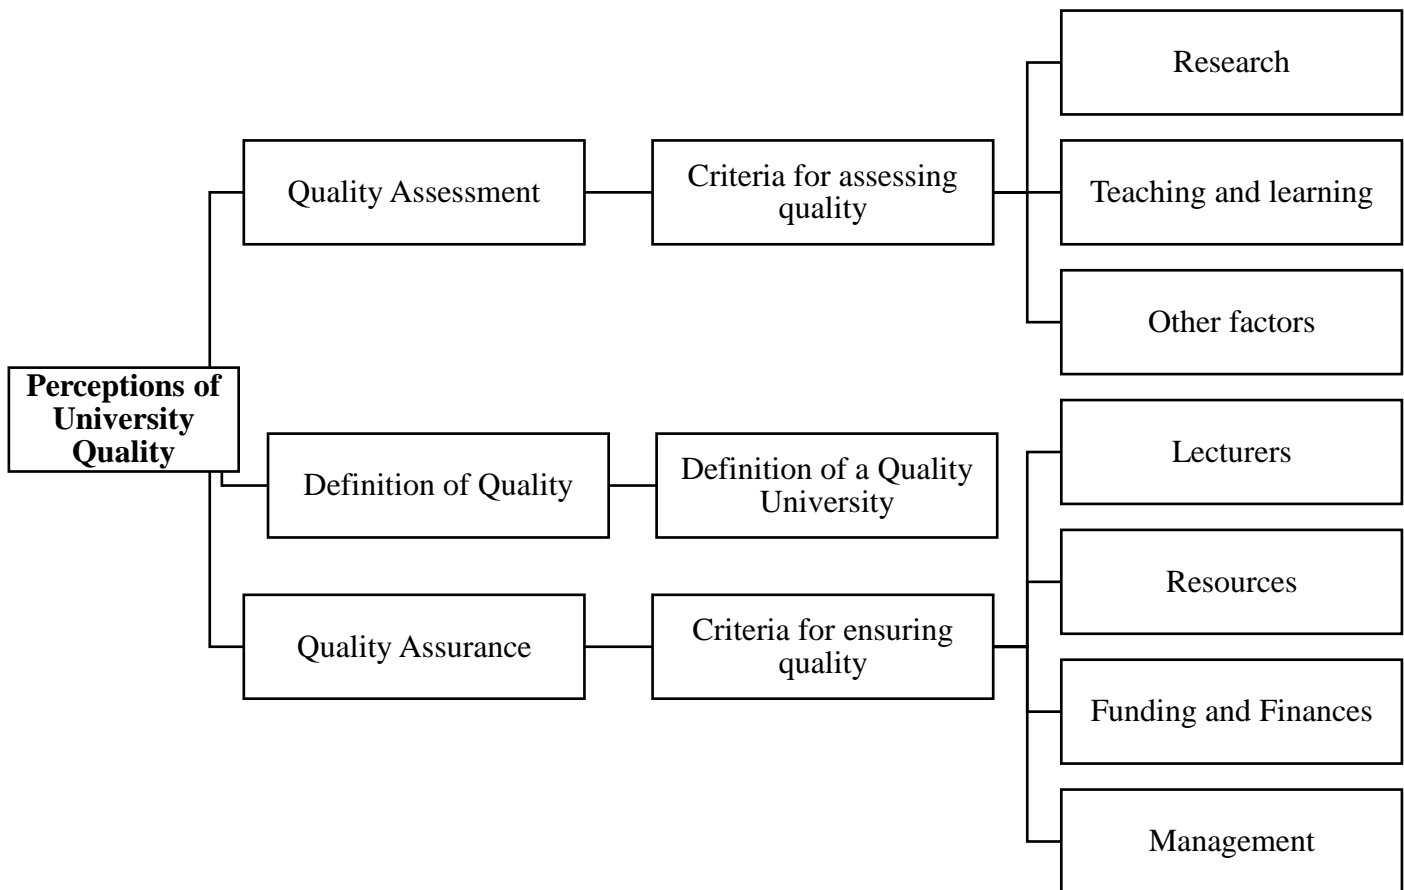 Perceptions of
University
Quality
Quality Assessment
Criteria for assessing
quality
Research
Teaching and learning
Other factors
Definition of Quality
Definition of a Quality
University
Quality Assurance
Criteria for ensuring
quality
Lecturers
Resources
Funding and Finances
Management